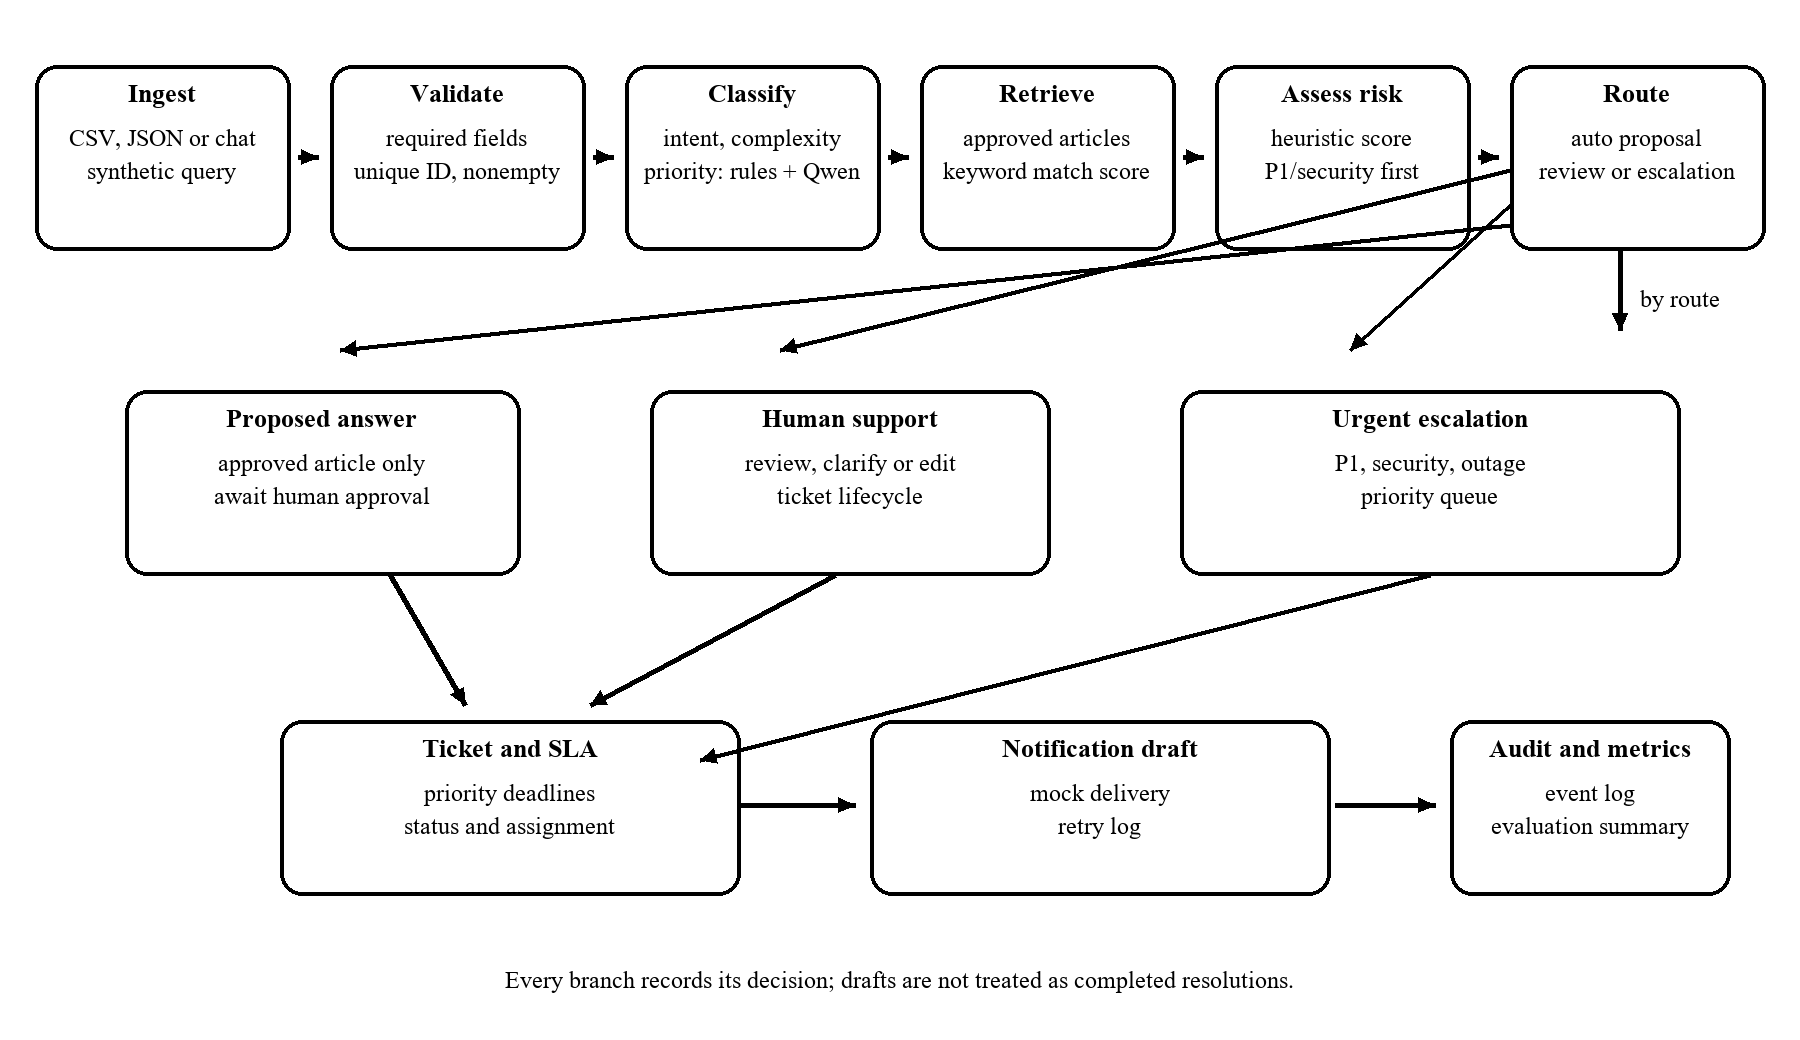 Ingest
CSV, JSON or chat
synthetic query
Validate
required fields
unique ID, nonempty
Classify
intent, complexity
priority: rules + Qwen
Retrieve
approved articles
keyword match score
Assess risk
heuristic score
P1/security first
Route
auto proposal
review or escalation
by route
Proposed answer
approved article only
await human approval
Human support
review, clarify or edit
ticket lifecycle
Urgent escalation
P1, security, outage
priority queue
Ticket and SLA
priority deadlines
status and assignment
Notification draft
mock delivery
retry log
Audit and metrics
event log
evaluation summary
Every branch records its decision; drafts are not treated as completed resolutions.